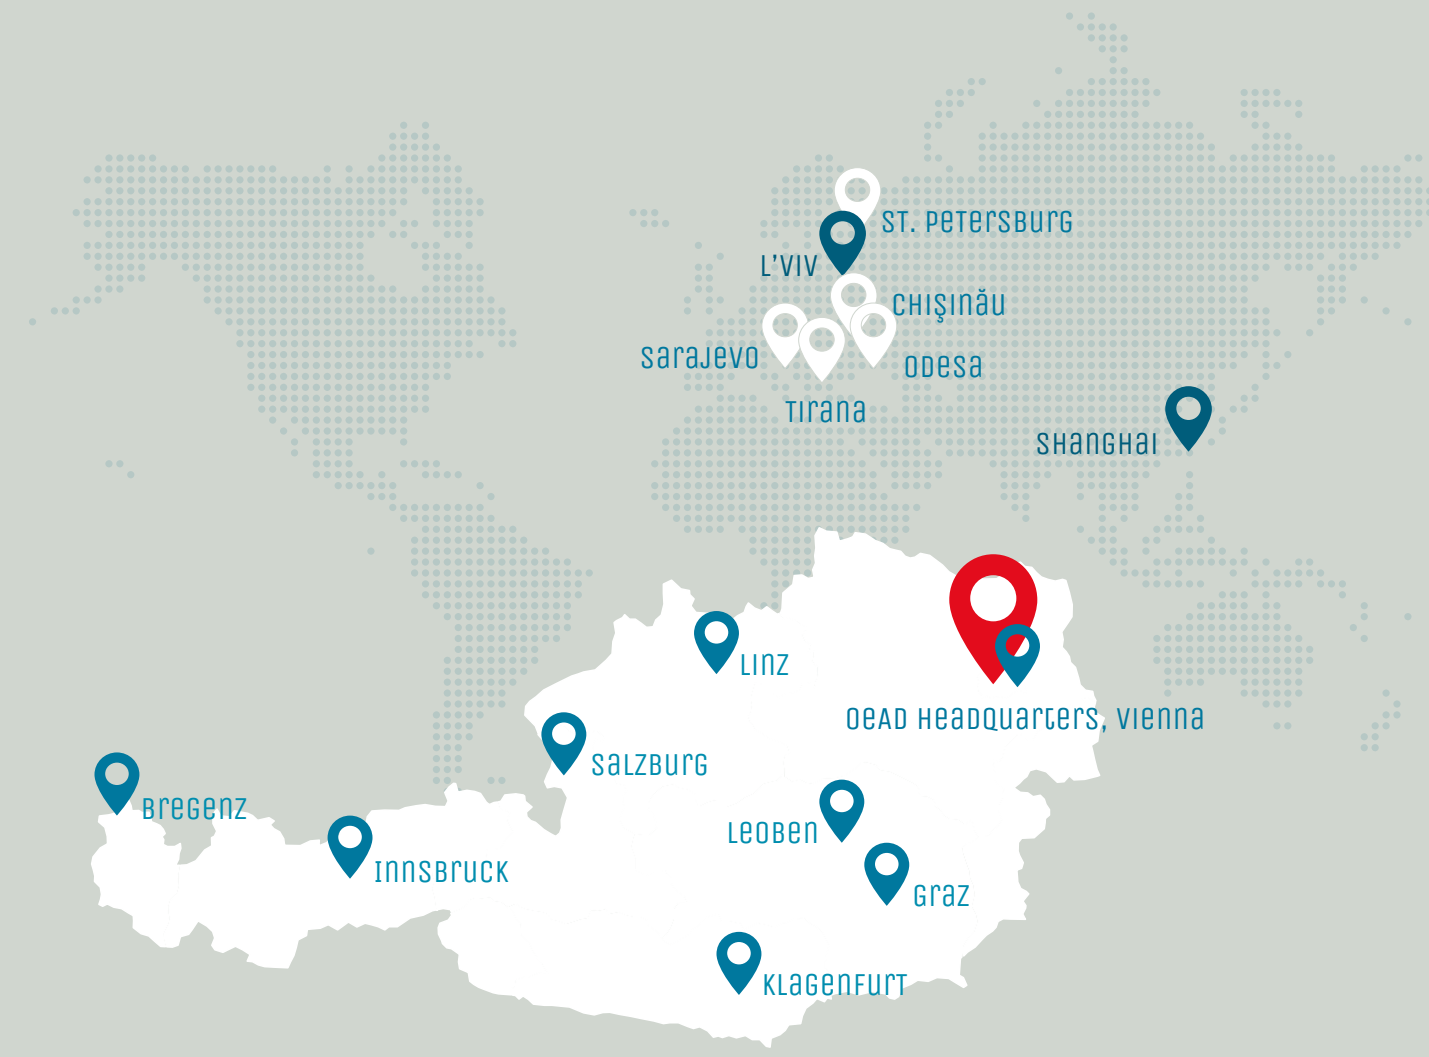 St. Petersburg
L’viv
Chişinău
Sarajevo
Odesa
Tirana
Shanghai
Linz
OeAD Headquarters, Vienna
Salzburg
Bregenz
Leoben
Innsbruck
Graz
Klagenfurt